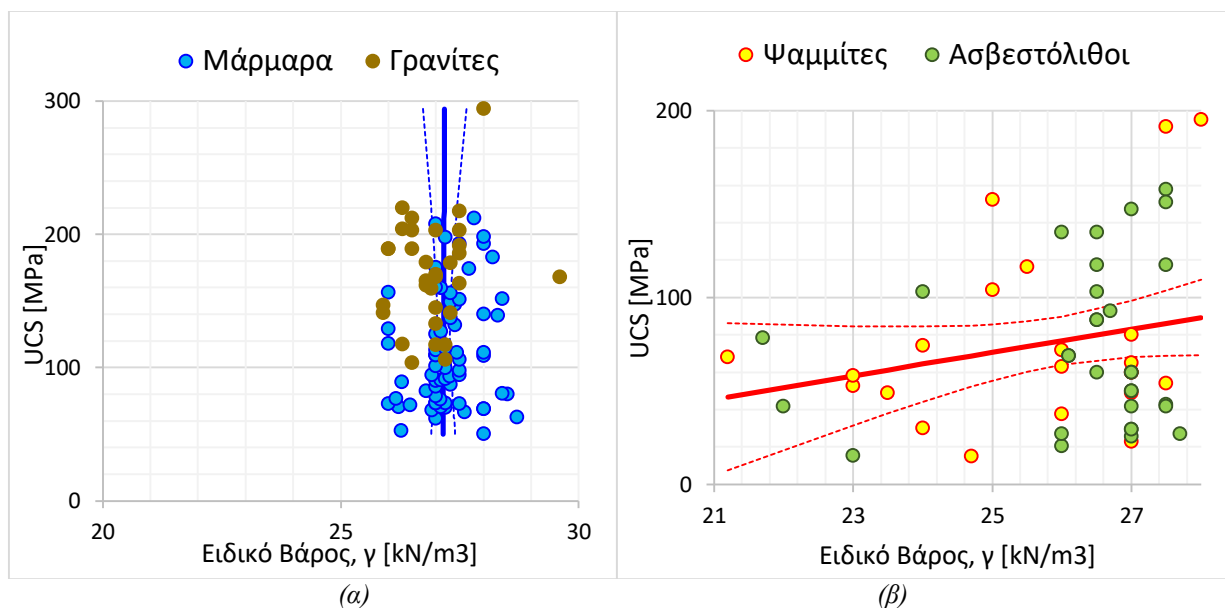 Μάρμαρα Γρανίτες
300
200
100
0
20 25 30
UCS [MPa]
Ειδικό Βάρος, γ [kN/m3]
(α)
Ψαμμίτες Ασβεστόλιθοι
200
100
0
21 23 25 27
UCS [MPa]
Ειδικό Βάρος, γ [kN/m3]
(β)